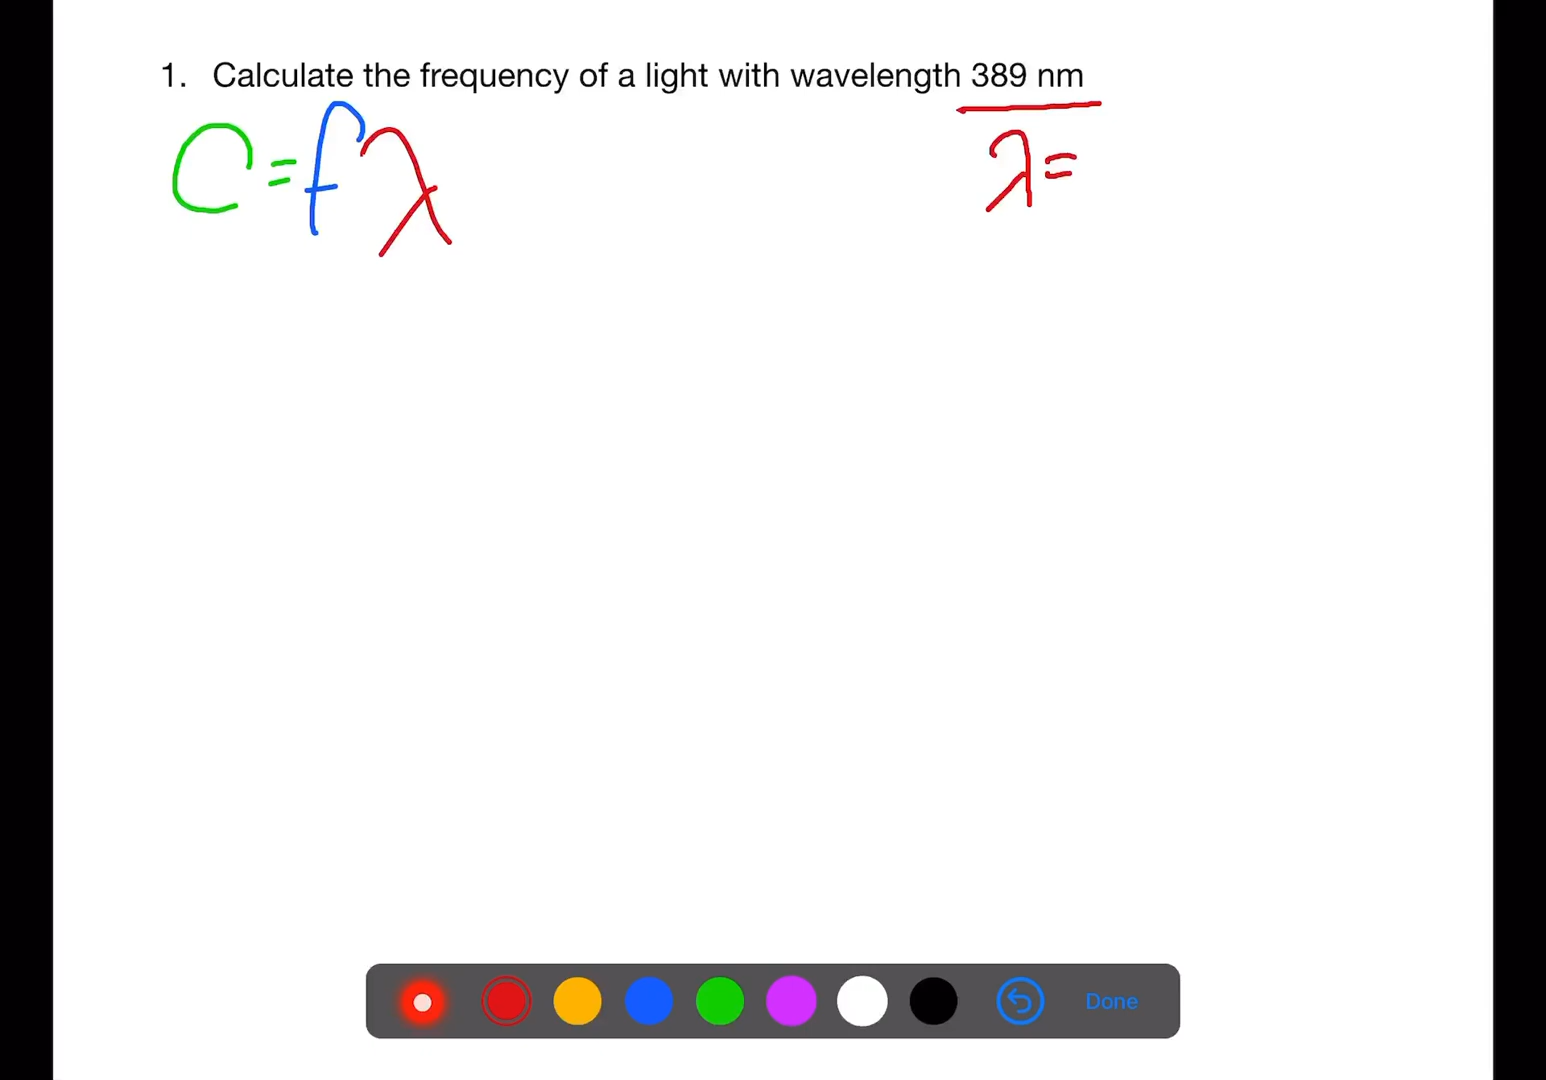 1. Calculate the frequency of a light with wavelength 389 nm
C = fλ
λ =
Done